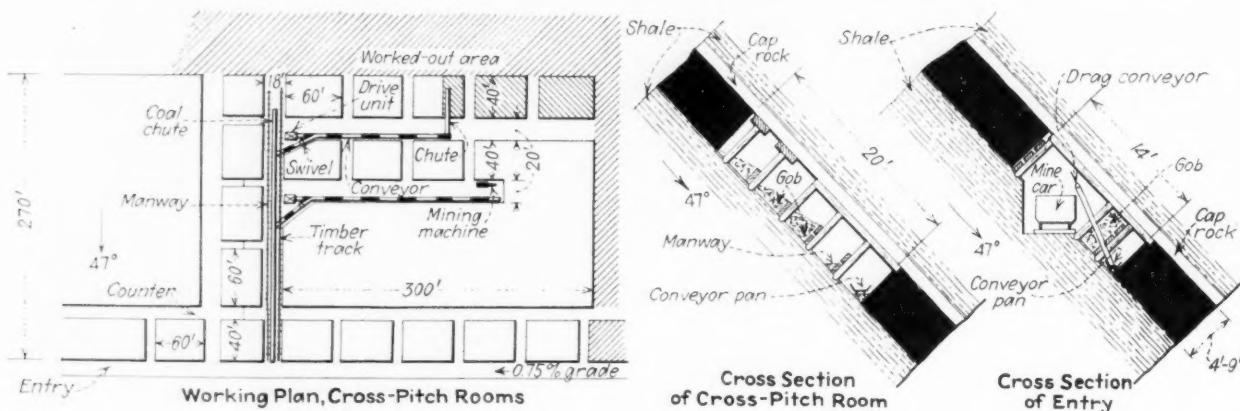 Worked-out area
18'
60'
Drive
unit
40'
Coal
chute
Swivel
Chute
40'
20'
Conveyor
270'
Manway
Mining
machine
Timber
track
47°
60'
Counter
300'
60'
40'
Entry
0.75% grade
Working Plan, Cross-Pitch Rooms
Shale
Cap
rock
20'
47°
Gob
Manway
Conveyor pan
Cross Section
of Cross-Pitch Room
Shale
Drag conveyor
14'
Gob
Mine
car
Cap
rock
47°
Conveyor
pan
4'-9"
Cross Section
of Entry